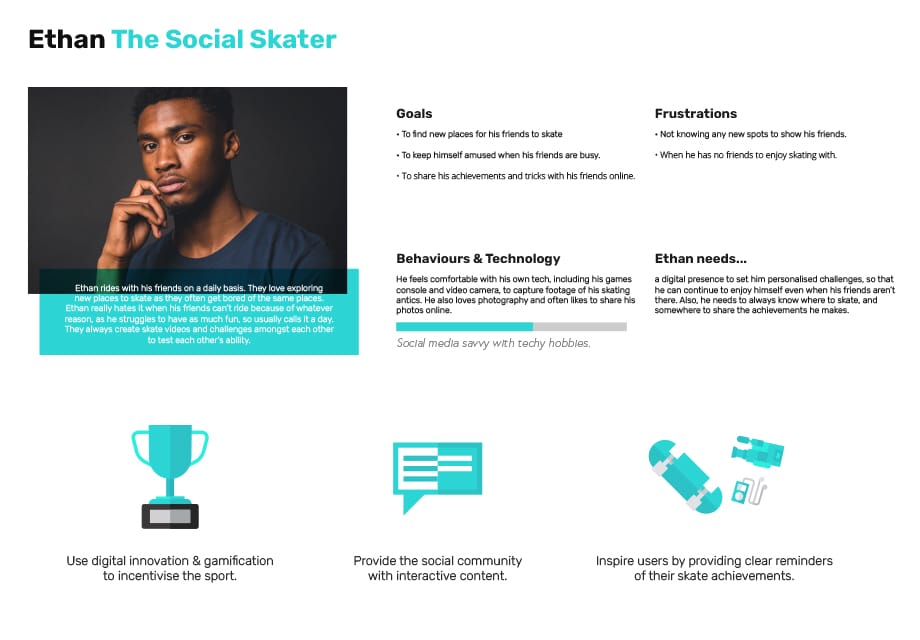 Ethan The Social Skater
Ethan rides with his friends on a daily basis. They love exploring
new places to skate as they often get bored of the same places.
Ethan really hates it when his friends can't ride because of whatever
reason, as he struggles to have as much fun, so usually calls it a day.
They always create skate videos and challenges amongst each other
to test each other's ability.
Goals
• To find new places for his friends to skate
• To keep himself amused when his friends are busy.
• To share his achievements and tricks with his friends online.
Frustrations
• Not knowing any new spots to show his friends.
• When he has no friends to enjoy skating with.
Behaviours & Technology
He feels comfortable with his own tech, including his games
console and video camera, to capture footage of his skating
antics. He also loves photography and often likes to share his
photos online.
Social media savvy with techy hobbies.
Ethan needs...
a digital presence to set him personalised challenges, so that
he can continue to enjoy himself even when his friends aren't
there. Also, he needs to always know where to skate, and
somewhere to share the achievements he makes.
Use digital innovation & gamification
to incentivise the sport.
Provide the social community
with interactive content.
Inspire users by providing clear reminders
of their skate achievements.